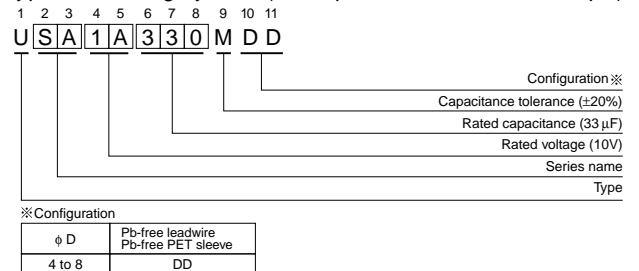 1 2 3 4 5 6 7 8 9 10 11
U S A 1 A 3 3 0 M D D
Configuration※
Capacitance tolerance (±20%)
Rated capacitance (33 µF)
Rated voltage (10V)
Series name
Type
※Configuration
ϕ D
Pb-free leadwire
Pb-free PET sleeve
4 to 8 DD